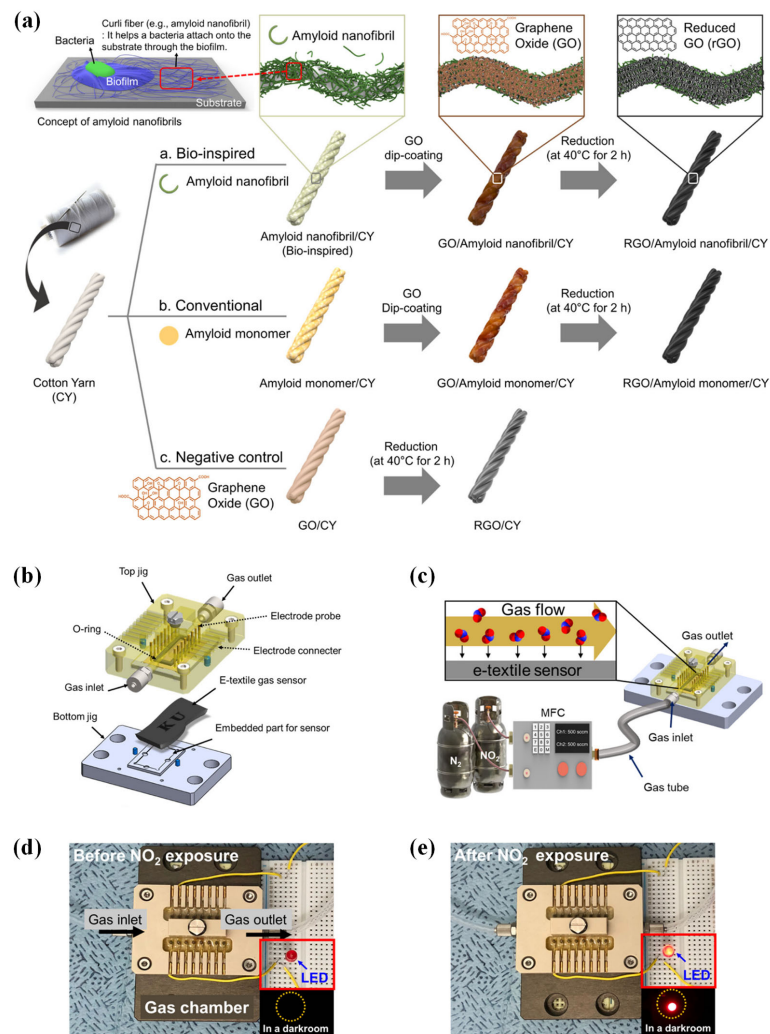 (a)
Curli fiber (e.g., amyloid nanofibril)
: It helps a bacteria attach onto the
substrate through the biofilm.
Bacteria
Biofilm
Substrate
Concept of amyloid nanofibrils
Amyloid nanofibril
Graphene
Oxide (GO)
Reduced
GO (rGO)
a. Bio-inspired
Amyloid nanofibril
Amyloid nanofibril/CY
(Bio-inspired)
GO
dip-coating
GO/Amyloid nanofibril/CY
Reduction
(at 40°C for 2 h)
RGO/Amyloid nanofibril/CY
Cotton Yarn
(CY)
b. Conventional
Amyloid monomer
Amyloid monomer/CY
GO
Dip-coating
GO/Amyloid monomer/CY
Reduction
(at 40°C for 2 h)
RGO/Amyloid monomer/CY
c. Negative control
Graphene
Oxide (GO)
GO/CY
Reduction
(at 40°C for 2 h)
RGO/CY
(b)
Top jig
Gas outlet
Electrode probe
O-ring
Electrode connecter
Gas inlet
E-textile gas sensor
KU
Bottom jig
Embedded part for sensor
(c)
Gas flow
e-textile sensor
Gas outlet
MFC
Ch1: 500 sccm
Ch2: 500 sccm
N2
NO2
Gas inlet
Gas tube
(d)
Before NO2 exposure
Gas inlet
Gas outlet
LED
Gas chamber
In a darkroom
(e)
After NO2 exposure
LED
In a darkroom